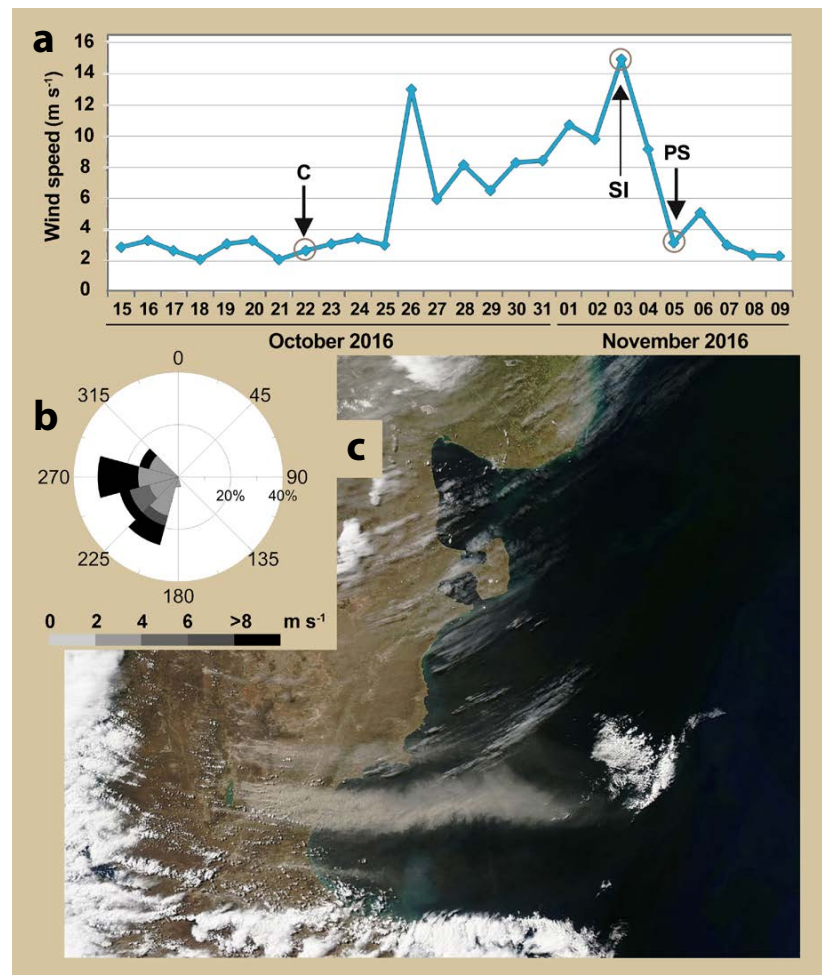 a
Wind speed (m s⁻¹)
16
14
12
10
8
6
4
2
0
C
SI
PS
15 16 17 18 19 20 21 22 23 24 25 26 27 28 29 30 31 01 02 03 04 05 06 07 08 09
October 2016 November 2016
b
0
45
90
135
180
225
270
315
20% 40%
0 2 4 6 >8 m s⁻¹
c